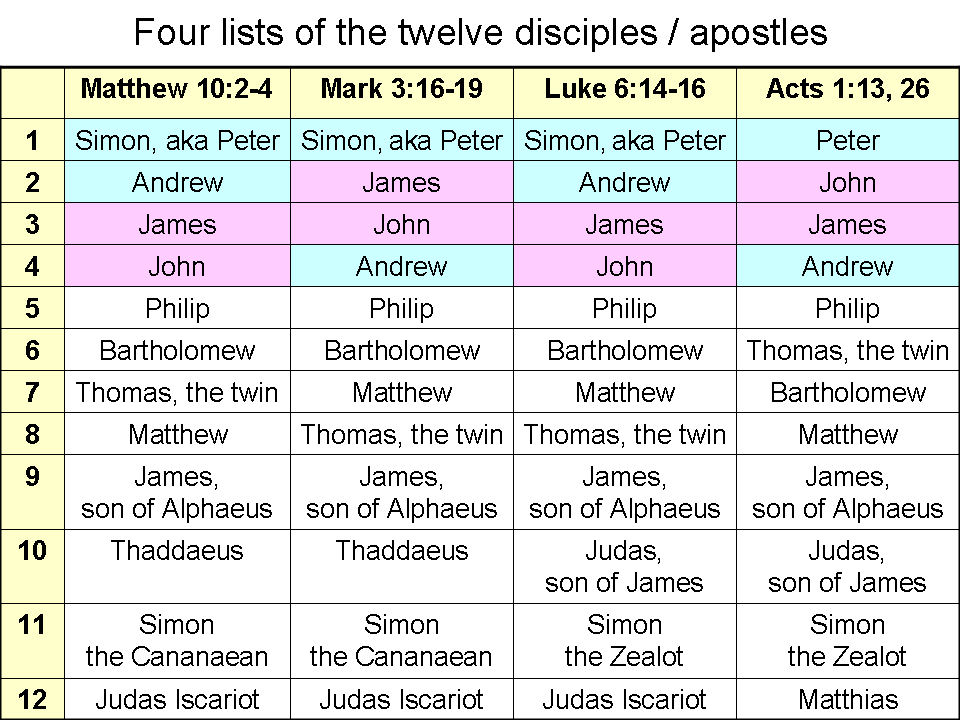 Four lists of the twelve disciples / apostles
Matthew 10:2-4 Mark 3:16-19 Luke 6:14-16 Acts 1:13, 26
1 Simon, aka Peter Simon, aka Peter Simon, aka Peter Peter
2 Andrew James Andrew John
3 James John James James
4 John Andrew John Andrew
5 Philip Philip Philip Philip
6 Bartholomew Bartholomew Bartholomew Thomas, the twin
7 Thomas, the twin Matthew Matthew Bartholomew
8 Matthew Thomas, the twin Thomas, the twin Matthew
9 James, James, James, James,
son of Alphaeus son of Alphaeus son of Alphaeus son of Alphaeus
10 Thaddaeus Thaddaeus Judas, Judas,
son of James son of James
11 Simon Simon Simon Simon
the Cananaean the Cananaean the Zealot the Zealot
12 Judas Iscariot Judas Iscariot Judas Iscariot Matthias